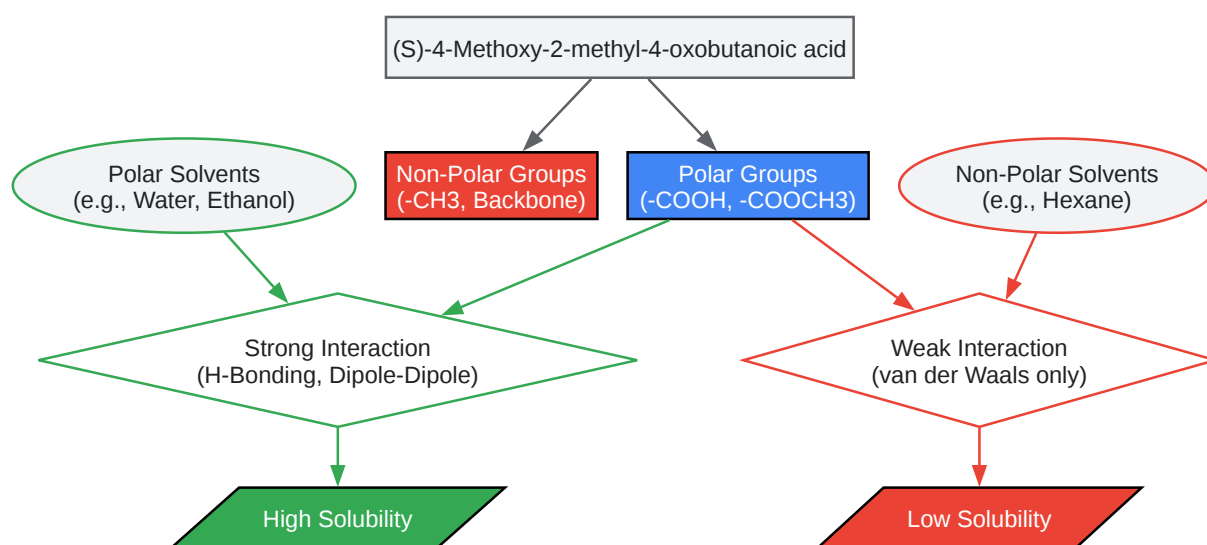 (S)-4-Methoxy-2-methyl-4-oxobutanoic acid
Polar Solvents
(e.g., Water, Ethanol)
Non-Polar Groups
(-CH3, Backbone)
Polar Groups
(-COOH, -COOCH3)
Non-Polar Solvents
(e.g., Hexane)
Strong Interaction
(H-Bonding, Dipole-Dipole)
Weak Interaction
(van der Waals only)
High Solubility
Low Solubility